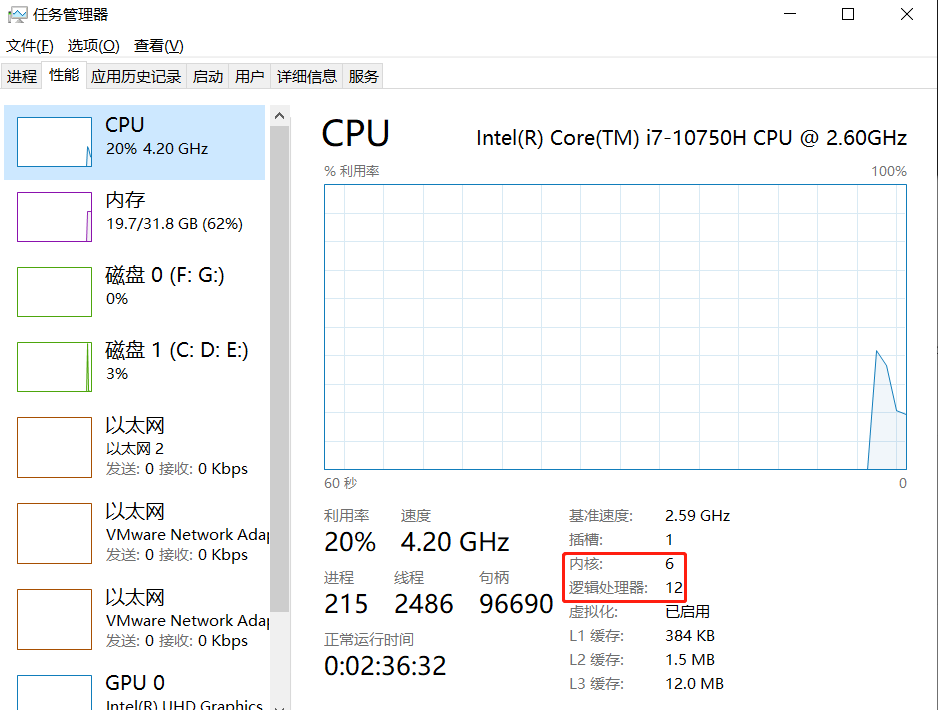 任务管理器
文件(F) 选项(O) 查看(V)
进程 性能 应用历史记录 启动 用户 详细信息 服务
CPU
20% 4.20 GHz
内存
19.7/31.8 GB (62%)
磁盘 0 (F: G:)
0%
磁盘 1 (C: D: E:)
3%
以太网
以太网 2
发送: 0 接收: 0 Kbps
以太网
VMware Network Adap
发送: 0 接收: 0 Kbps
以太网
VMware Network Adap
发送: 0 接收: 0 Kbps
GPU 0
Intel(R) UHD Graphics
CPU Intel(R) Core(TM) i7-10750H CPU @ 2.60GHz
% 利用率 100%
60 秒 0
利用率 速度
20% 4.20 GHz
进程 线程 句柄
215 2486 96690
正常运行时间
0:02:36:32
基准速度: 2.59 GHz
插槽: 1
内核: 6
逻辑处理器: 12
虚拟化: 已启用
L1 缓存: 384 KB
L2 缓存: 1.5 MB
L3 缓存: 12.0 MB